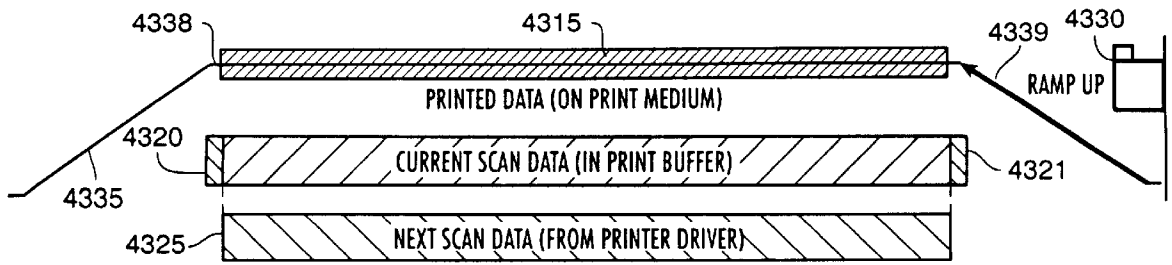 4338
4315
4330
4339
RAMP UP
PRINTED DATA (ON PRINT MEDIUM)
4320
CURRENT SCAN DATA (IN PRINT BUFFER)
4321
4335
4325
NEXT SCAN DATA (FROM PRINTER DRIVER)